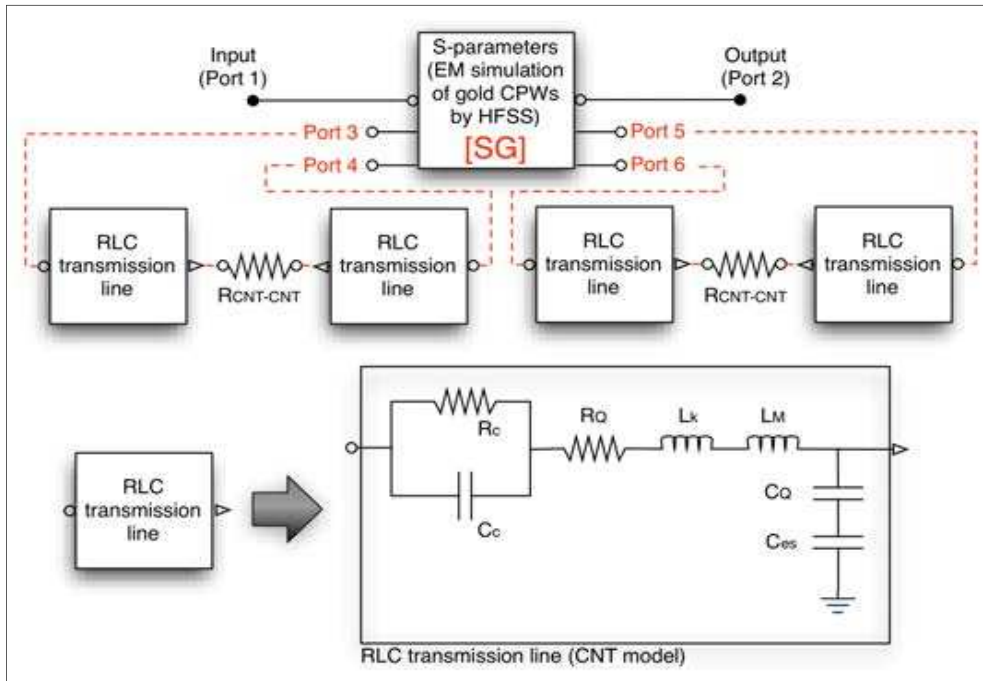 Input
(Port 1)
S-parameters
(EM simulation
of gold CPWs
by HFSS)
[SG]
Output
(Port 2)
Port 3
Port 4
Port 5
Port 6
RLC
transmission
line
RCNT-CNT
RLC
transmission
line
RLC
transmission
line
RCNT-CNT
RLC
transmission
line
RLC
transmission
line
Rc
Cc
RQ
Lk
LM
CQ
Ces
RLC transmission line (CNT model)